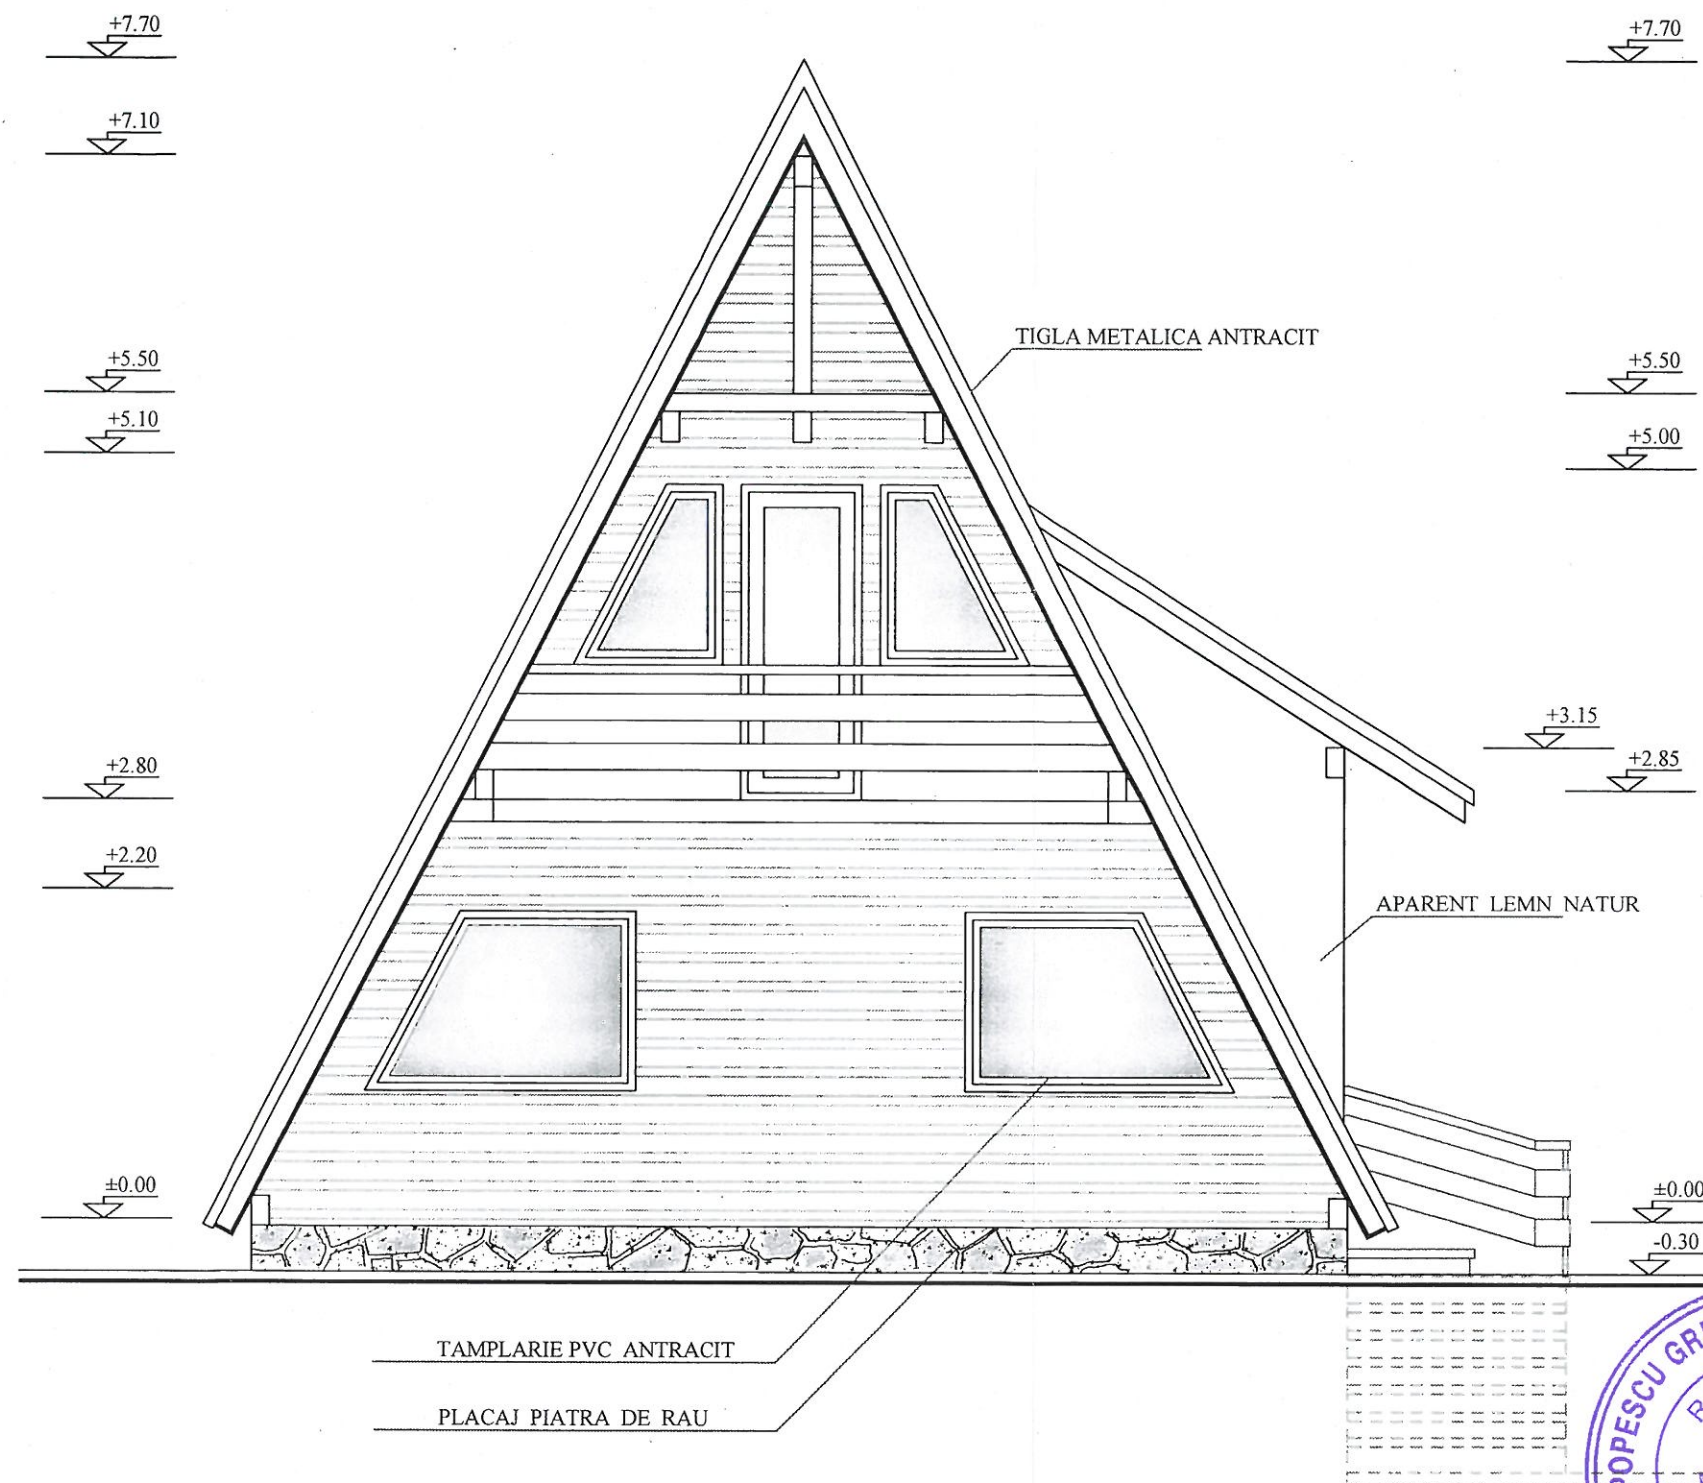 +7.70
+7.70
+7.10
TIGLA METALICA ANTRACIT
+5.50
+5.50
+5.10
+5.00
+3.15
+2.80
+2.85
+2.20
APARENT LEMN NATUR
±0.00
±0.00
-0.30
TAMPLARIE PVC ANTRACIT
PLACAJ PIATRA DE RAU
POPESCU